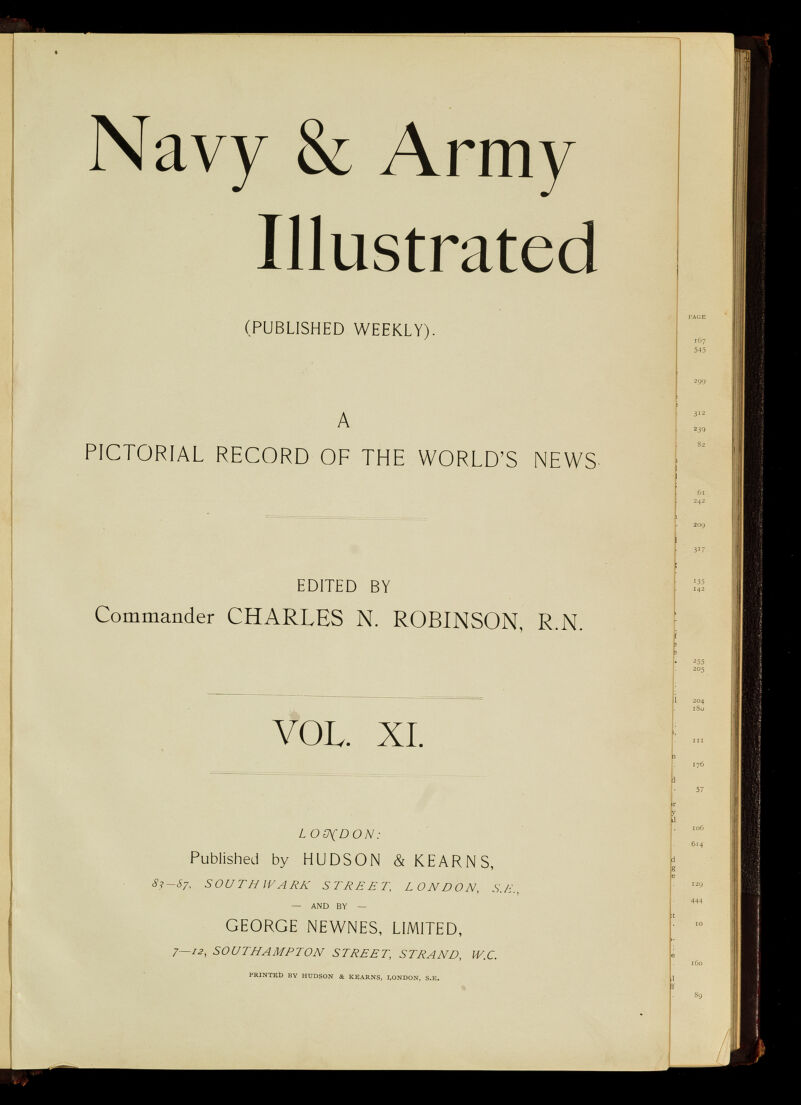 Navy & Army
Illustrated
(PUBLISHED WEEKLY).
A
PICTORIAL RECORD OF THE WORLD'S NEWS.
EDITED BY
Commander CHARLES N. ROBINSON, R.N.
VOL. XI.
LONDON:
Published by HUDSON & KEARNS,
83–87, SOUTHWARK STREET, LONDON, S.E.,
— AND BY —
GEORGE NEWNES, LIMITED,
7—12, SOUTHAMPTON STREET, STRAND, W.C.
PRINTED BY HUDSON & KEARNS, LONDON, S.E.
PAGE
167
545
299
312
239
82
61
242
209
317
135
142
255
205
204
180
111
176
57
106
614
129
444
10
160
89